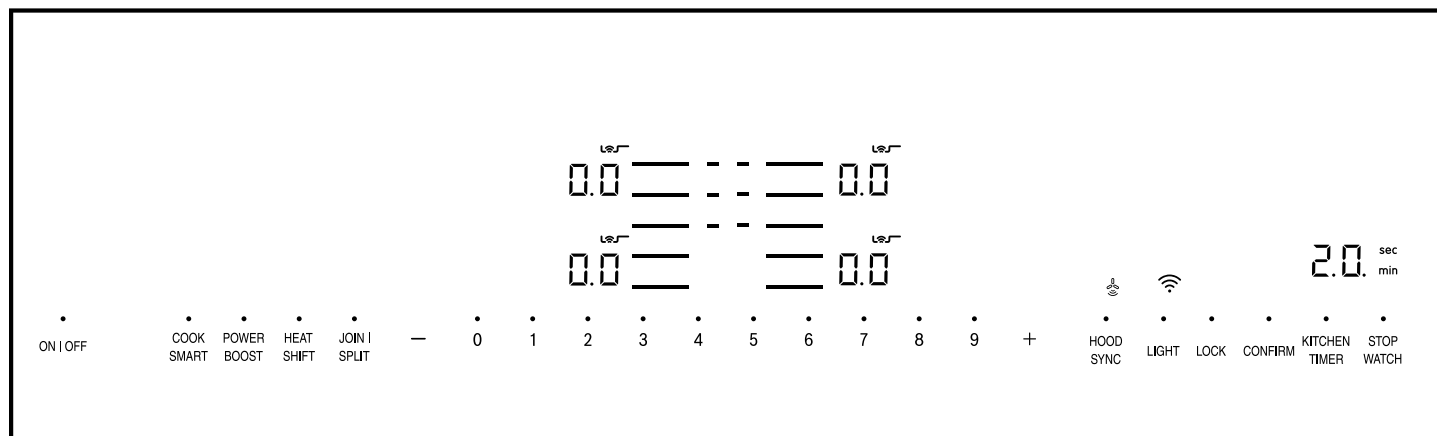 0.0 0.0
0.0 0.0
2.0. sec
min
ON | OFF
COOK SMART
POWER BOOST
HEAT SHIFT
JOIN | SPLIT
— 0 1 2 3 4 5 6 7 8 9 +
HOOD SYNC
LIGHT
LOCK
CONFIRM
KITCHEN TIMER
STOP WATCH